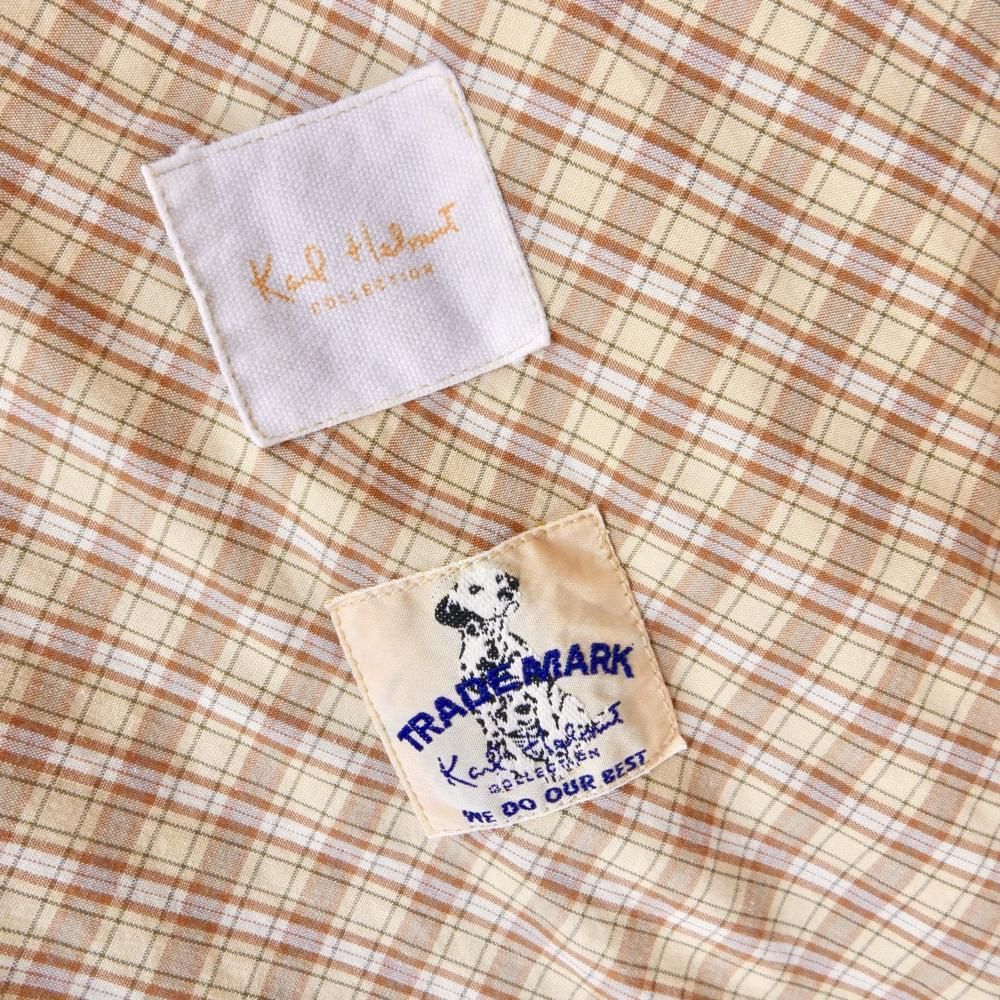 Karl Helmut
COLLECTION
TRADEMARK
Karl Helmut
COLLECTION
WE DO OUR BEST